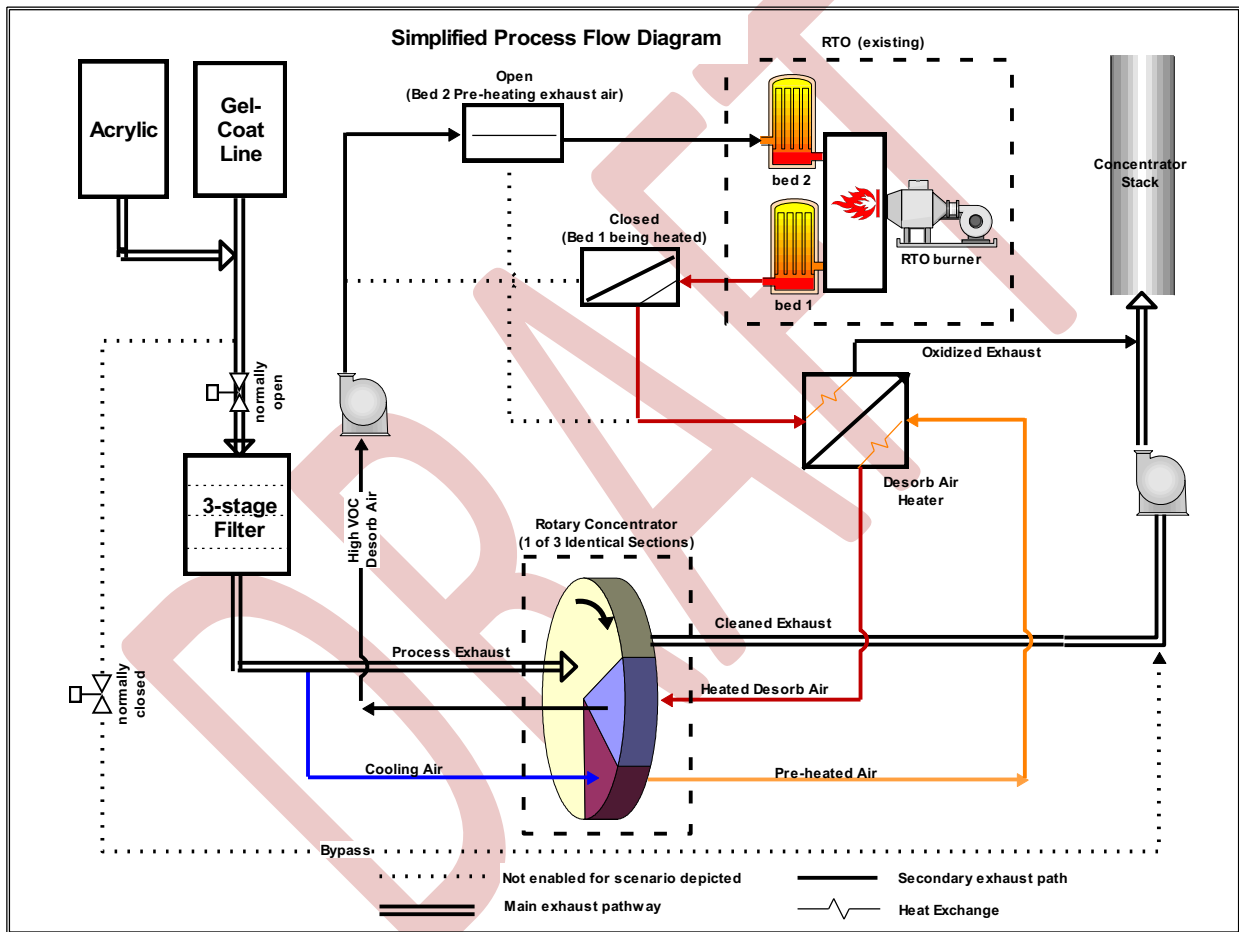 Simplified Process Flow Diagram
RTO (existing)
Acrylic
Gel-
Coat
Line
Open
(Bed 2 Pre-heating exhaust air)
bed 2
Concentrator
Stack
Closed
(Bed 1 being heated)
RTO burner
bed 1
Oxidized Exhaust
normally
open
3-stage
Filter
High VOC
Desorb Air
Desorb Air
Heater
Rotary Concentrator
(1 of 3 Identical Sections)
Cleaned Exhaust
Process Exhaust
Heated Desorb Air
normally
closed
Cooling Air
Pre-heated Air
Bypass
Not enabled for scenario depicted
Secondary exhaust path
Main exhaust pathway
Heat Exchange
DRAFT